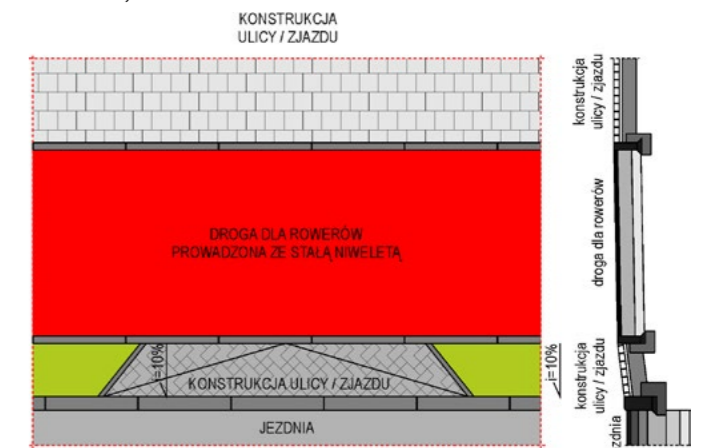 KONSTRUKCJA
ULICY / ZJAZDU
DROGA DLA ROWERÓW
PROWADZONA ZE STAŁĄ NIWELETĄ
i=10%
KONSTRUKCJA ULICY / ZJAZDU
JEZDNIA
i=10%
konstrukcja
ulicy / zjazdu
droga dla rowerów
konstrukcja
ulicy / zjazdu
zdnia